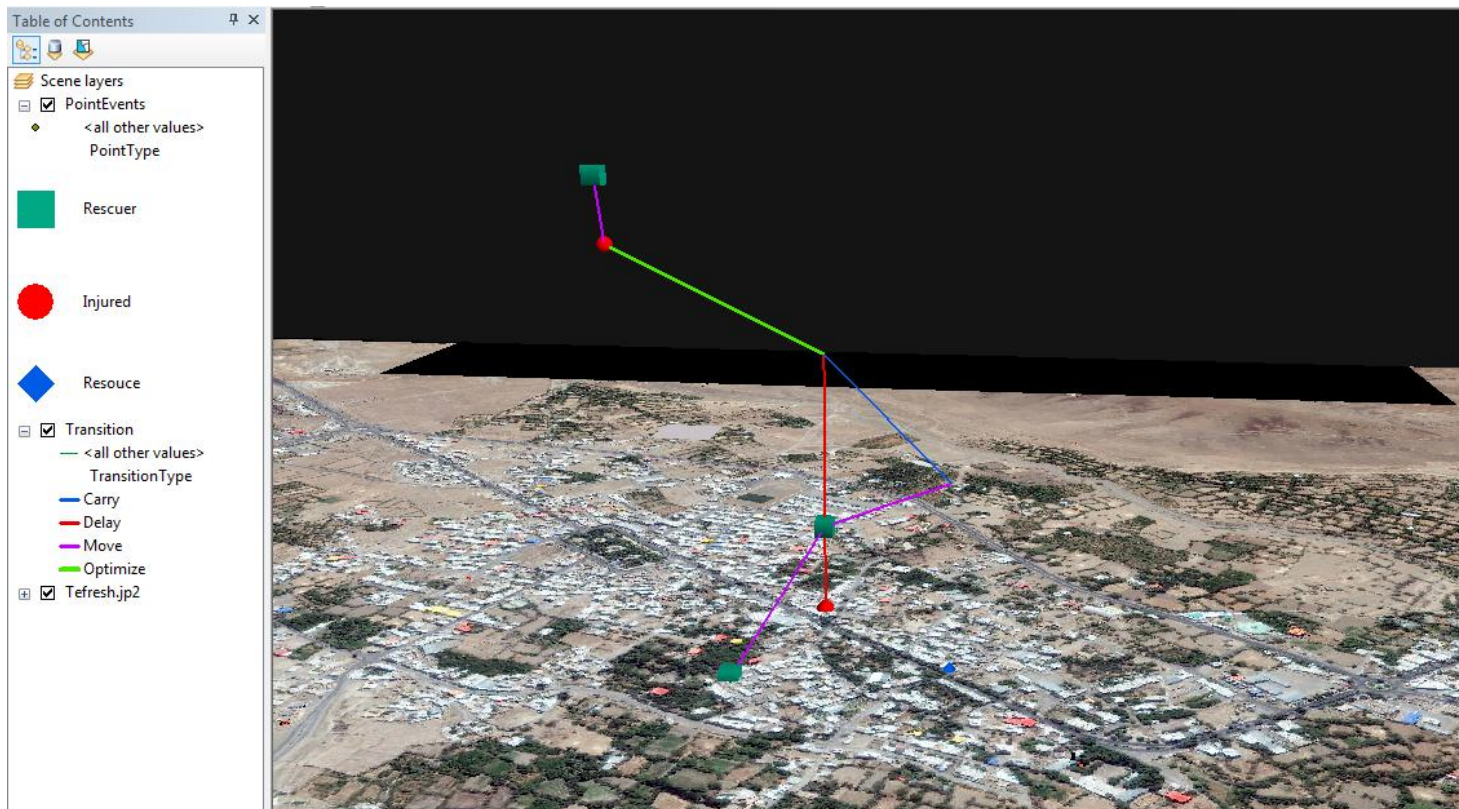 Table of Contents
Scene layers
PointEvents
<all other values>
PointType
Rescuer
Injured
Resouce
Transition
<all other values>
TransitionType
Carry
Delay
Move
Optimize
Tefresh.jp2